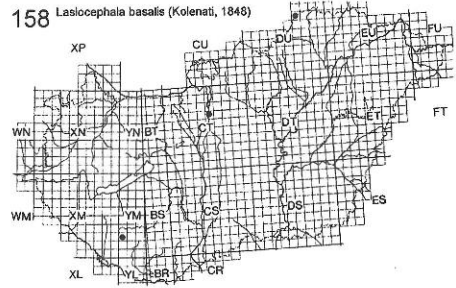 158 Lasiocephala basalis (Kolenati, 1848)
XP CU DU EU FU
WN XN YN BT C DT ET FT
WM XM YM BS CS DS ES
XL YL BR CR